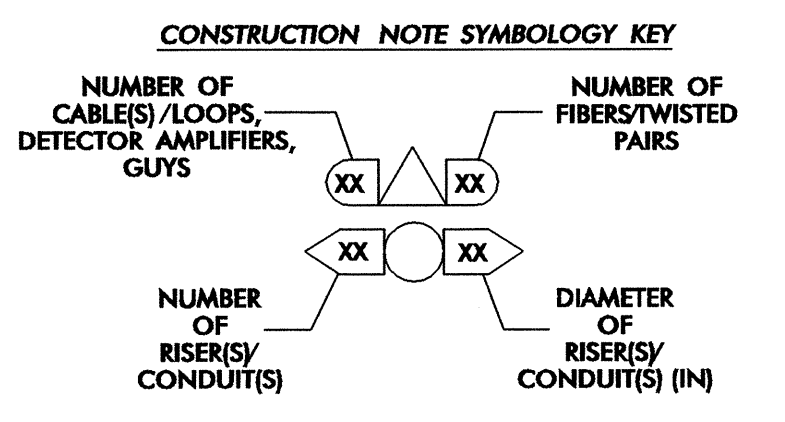 CONSTRUCTION NOTE SYMBOLOGY KEY
NUMBER OF
CABLE(S)/LOOPS,
DETECTOR AMPLIFIERS,
GUYS
NUMBER OF
FIBERS/TWISTED
PAIRS
XX
XX
XX
XX
NUMBER
OF
RISER(S)/
CONDUIT(S)
DIAMETER
OF
RISER(S)/
CONDUIT(S) (IN)